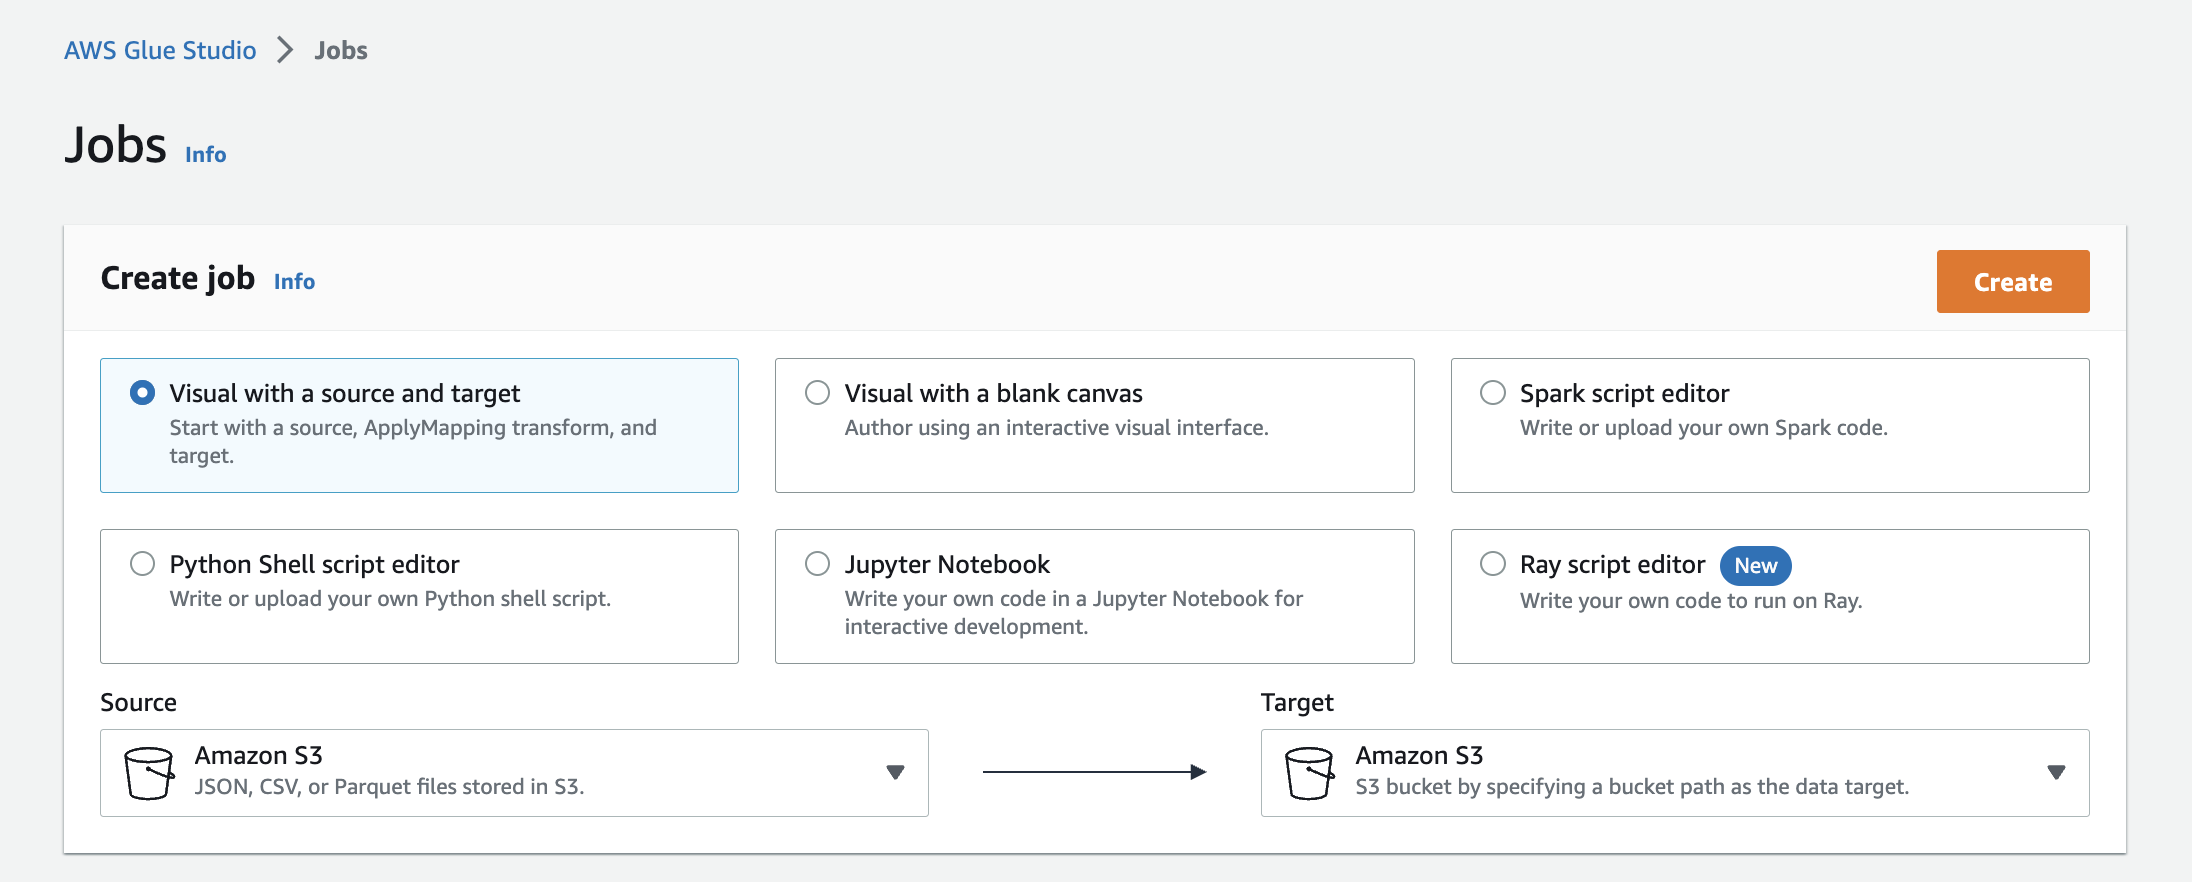 AWS Glue Studio > Jobs
Jobs Info
Create job Info
Create
Visual with a source and target
Start with a source, ApplyMapping transform, and
target.
Visual with a blank canvas
Author using an interactive visual interface.
Spark script editor
Write or upload your own Spark code.
Python Shell script editor
Write or upload your own Python shell script.
Jupyter Notebook
Write your own code in a Jupyter Notebook for
interactive development.
Ray script editor New
Write your own code to run on Ray.
Source
Amazon S3
JSON, CSV, or Parquet files stored in S3.
Target
Amazon S3
S3 bucket by specifying a bucket path as the data target.